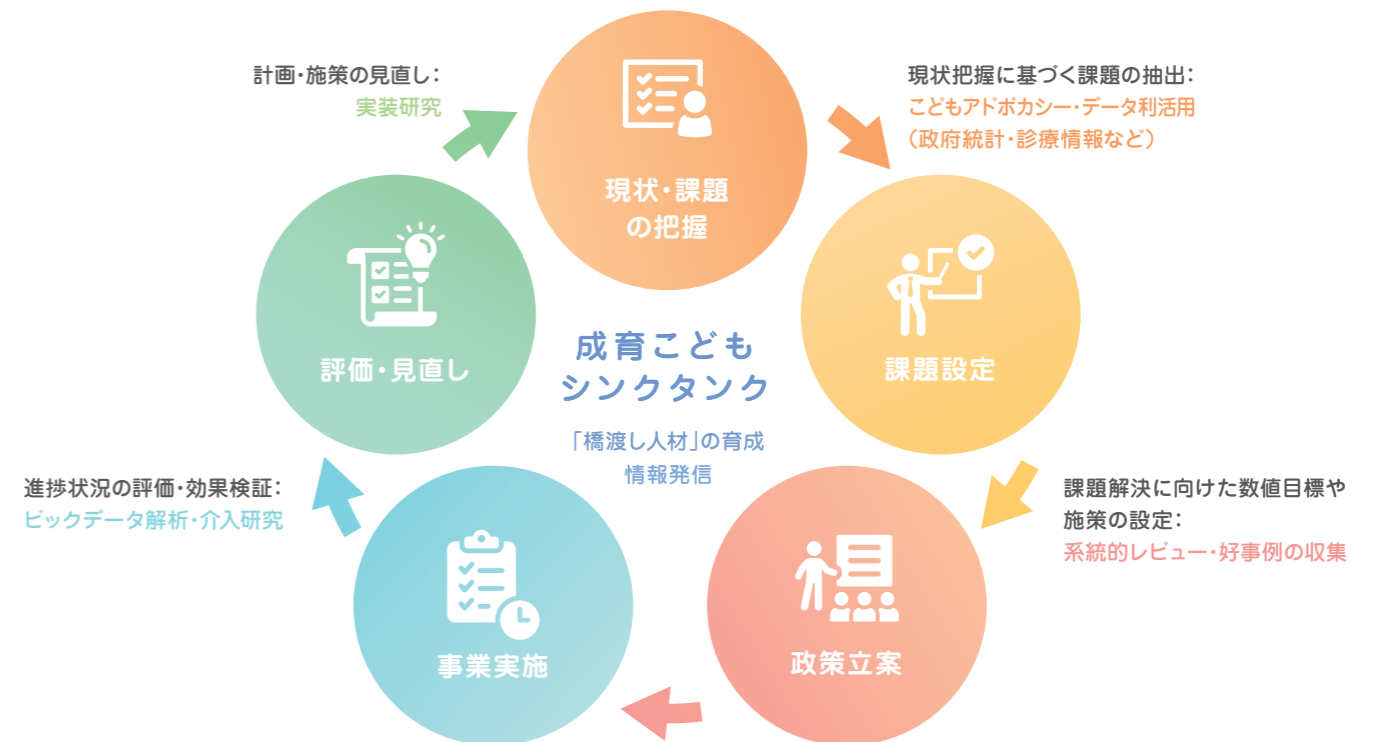 計画・施策の見直し：
実装研究
現状・課題
の把握
現状把握に基づく課題の抽出：
こどもアドボカシー・データ利活用
（政府統計・診療情報など）
評価・見直し
成育こども
シンクタンク
「橋渡し人材」の育成
情報発信
課題設定
進捗状況の評価・効果検証：
ビックデータ解析・介入研究
課題解決に向けた数値目標や
施策の設定：
系統的レビュー・好事例の収集
事業実施
政策立案